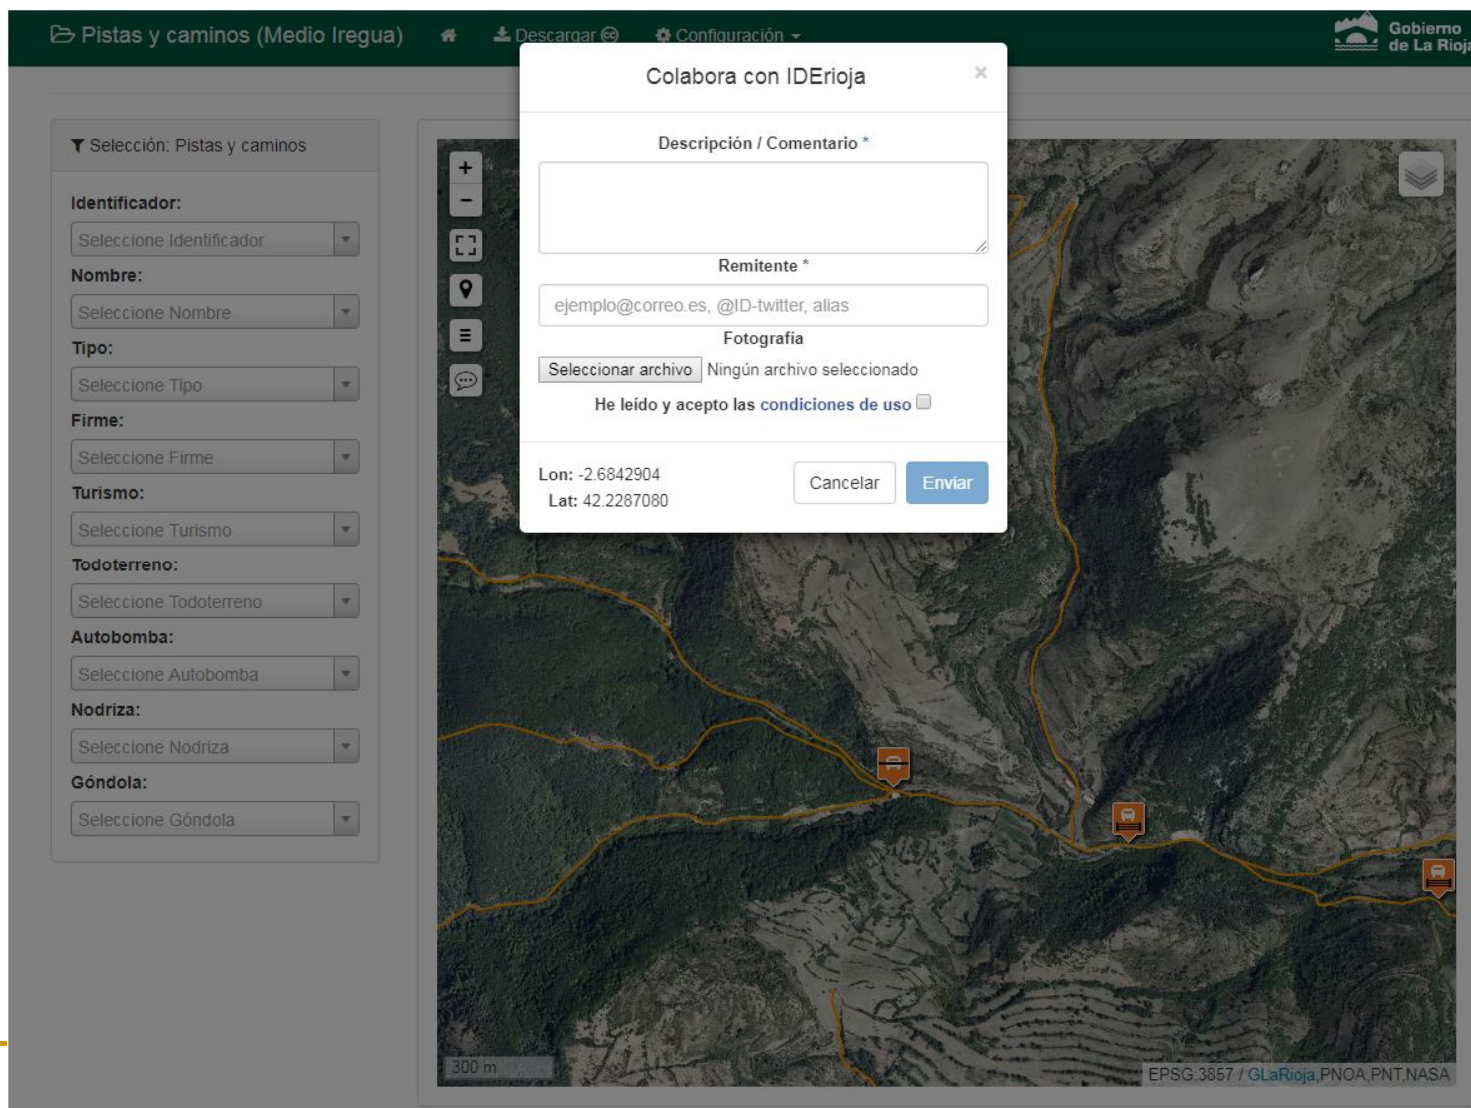 Pistas y caminos (Medio Iregua)
Descargar
Configuración
Gobierno
de La Rioja
Colabora con IDErioja
×
Descripción / Comentario *
Remitente *
ejemplo@correo.es, @ID-twitter, alias
Fotografía
Seleccionar archivo Ningún archivo seleccionado
He leído y acepto las condiciones de uso
Lon: -2.6842904
Lat: 42.2287080
Cancelar
Enviar
Selección: Pistas y caminos
Identificador:
Seleccione Identificador
Nombre:
Seleccione Nombre
Tipo:
Seleccione Tipo
Firme:
Seleccione Firme
Turismo:
Seleccione Turismo
Todoterreno:
Seleccione Todoterreno
Autobomba:
Seleccione Autobomba
Nodriza:
Seleccione Nodriza
Góndola:
Seleccione Góndola
+
−
300 m
EPSG:3857 / GLaRioja,PNOA,PNT,NASA